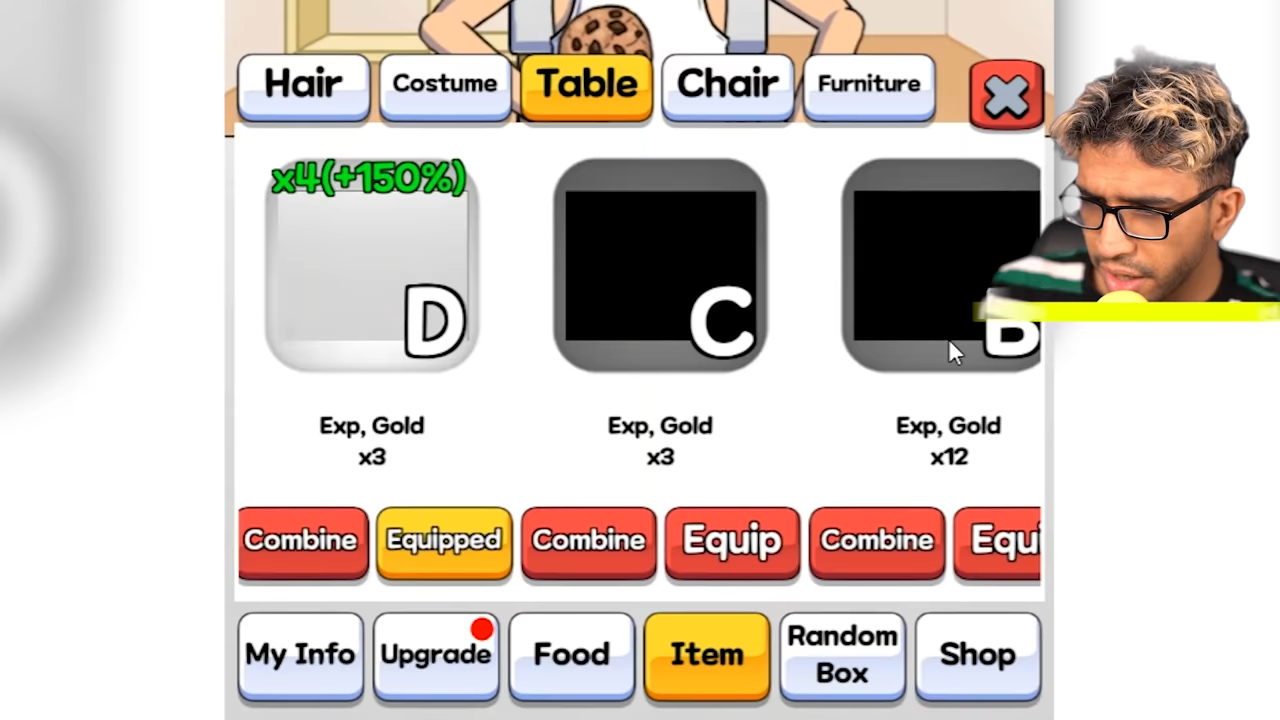 Hair
Costume
Table
Chair
Furniture
x4(+150%)
D
C
B
Exp, Gold
x3
Exp, Gold
x3
Exp, Gold
x12
Combine
Equipped
Combine
Equip
Combine
Equi
My Info
Upgrade
Food
Item
Random
Box
Shop